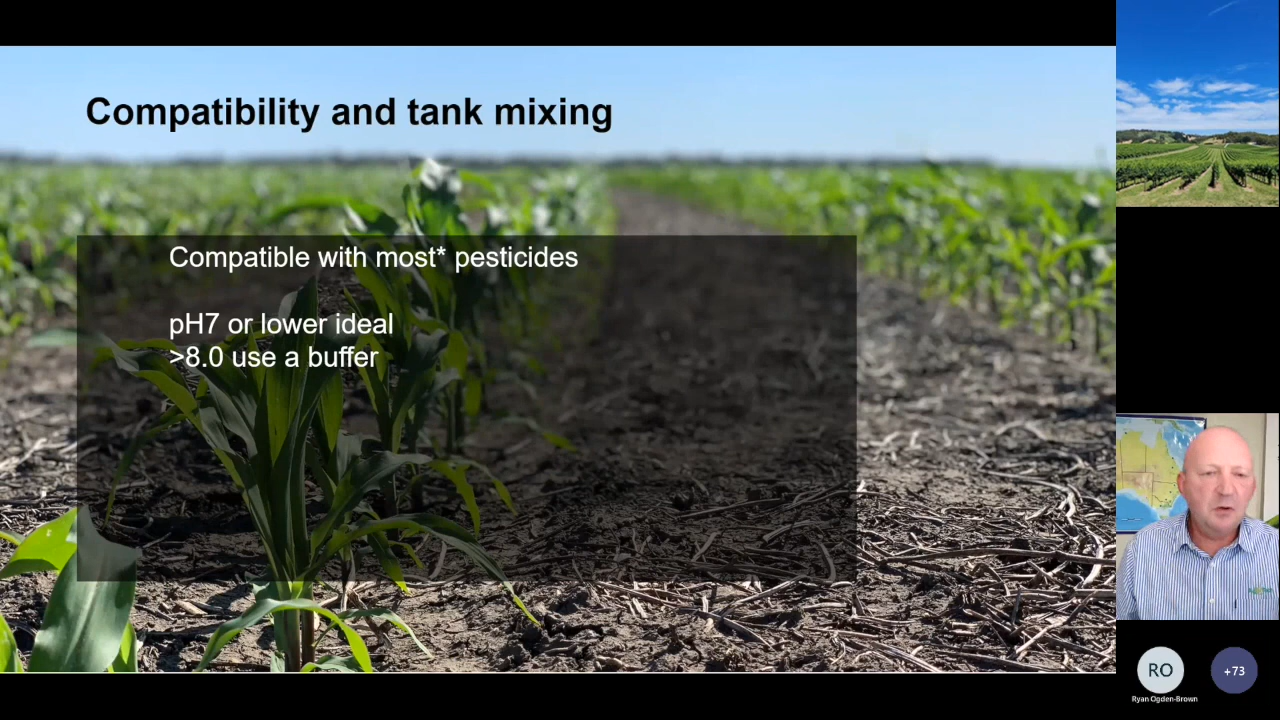 Compatibility and tank mixing
Compatible with most* pesticides
pH7 or lower ideal
>8.0 use a buffer
RO
+73
Ryan Ogden-Brown